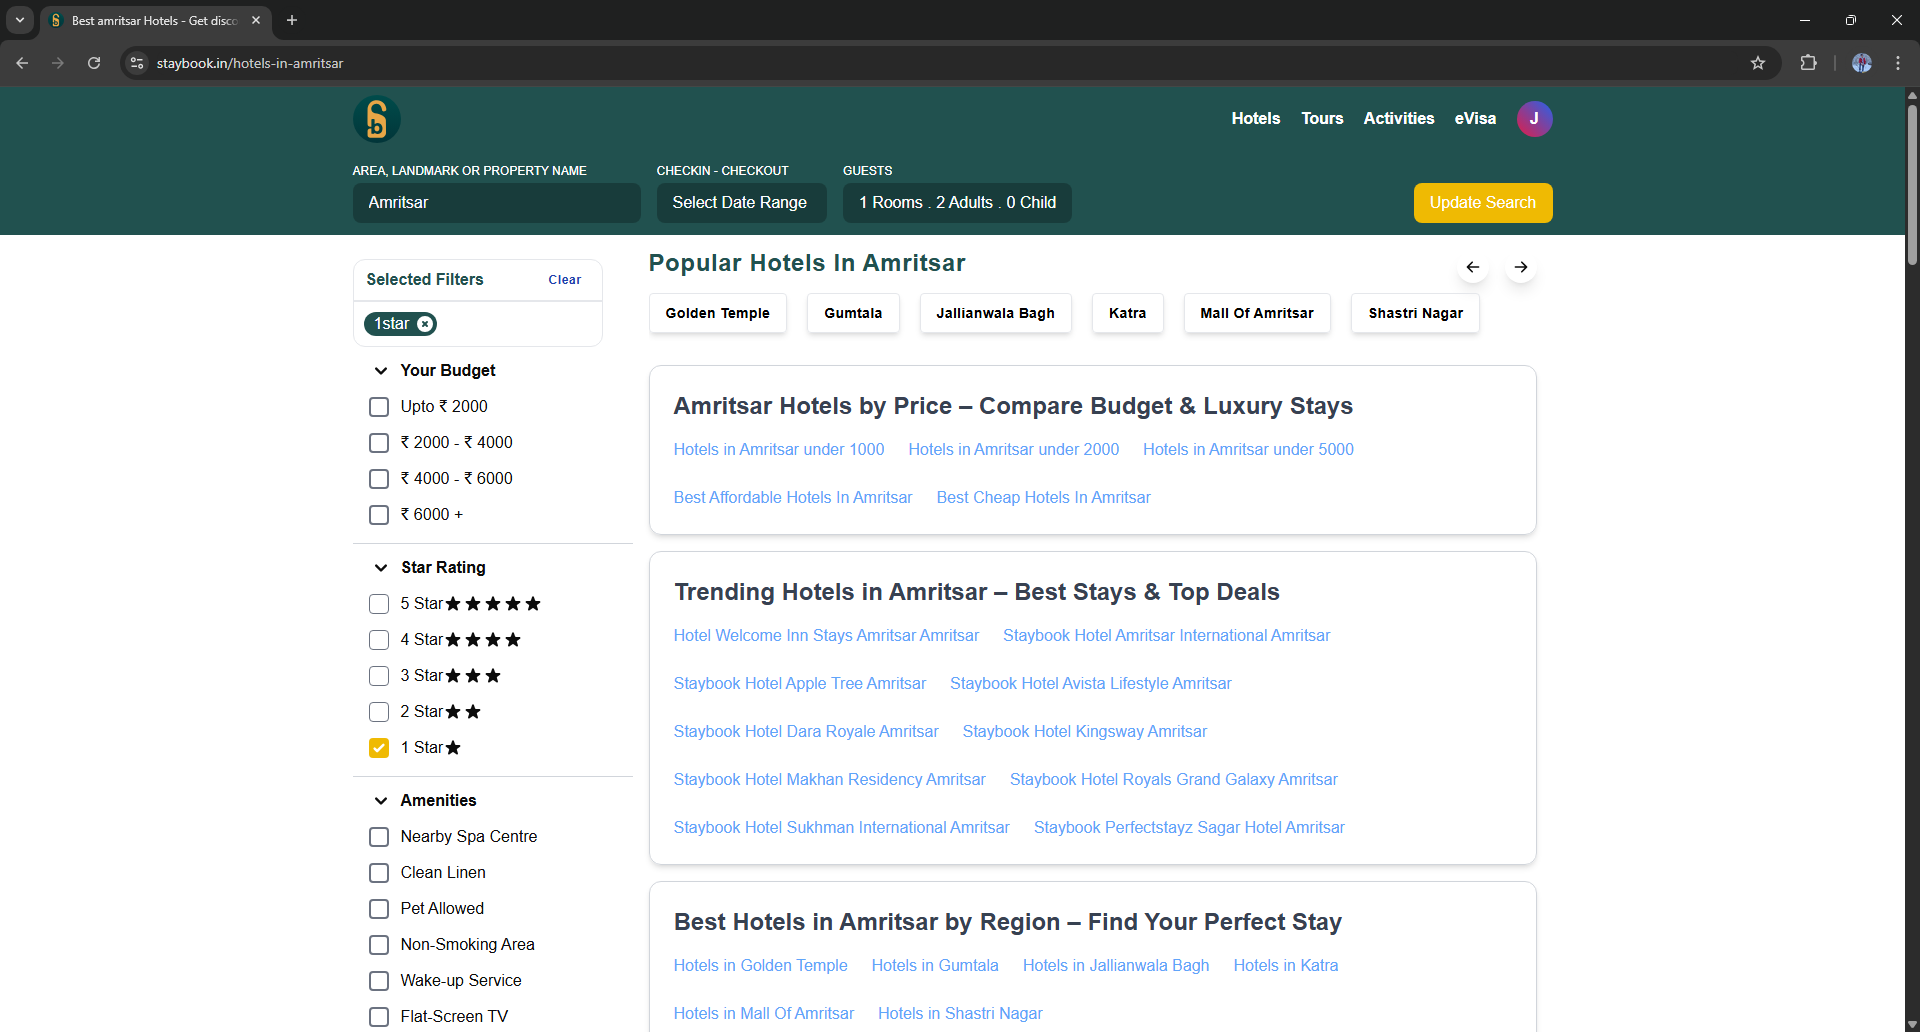 Best amritsar Hotels - Get disco
staybook.in/hotels-in-amritsar
Hotels Tours Activities eVisa J
AREA, LANDMARK OR PROPERTY NAME CHECKIN - CHECKOUT GUESTS
Amritsar Select Date Range 1 Rooms . 2 Adults . 0 Child Update Search
Selected Filters Clear
1star
Your Budget
Upto ₹ 2000
₹ 2000 - ₹ 4000
₹ 4000 - ₹ 6000
₹ 6000 +
Star Rating
5 Star
4 Star
3 Star
2 Star
1 Star
Amenities
Nearby Spa Centre
Clean Linen
Pet Allowed
Non-Smoking Area
Wake-up Service
Flat-Screen TV
Popular Hotels In Amritsar
Golden Temple Gumtala Jallianwala Bagh Katra Mall Of Amritsar Shastri Nagar
Amritsar Hotels by Price – Compare Budget & Luxury Stays
Hotels in Amritsar under 1000 Hotels in Amritsar under 2000 Hotels in Amritsar under 5000
Best Affordable Hotels In Amritsar Best Cheap Hotels In Amritsar
Trending Hotels in Amritsar – Best Stays & Top Deals
Hotel Welcome Inn Stays Amritsar Amritsar Staybook Hotel Amritsar International Amritsar
Staybook Hotel Apple Tree Amritsar Staybook Hotel Avista Lifestyle Amritsar
Staybook Hotel Dara Royale Amritsar Staybook Hotel Kingsway Amritsar
Staybook Hotel Makhan Residency Amritsar Staybook Hotel Royals Grand Galaxy Amritsar
Staybook Hotel Sukhman International Amritsar Staybook Perfectstayz Sagar Hotel Amritsar
Best Hotels in Amritsar by Region – Find Your Perfect Stay
Hotels in Golden Temple Hotels in Gumtala Hotels in Jallianwala Bagh Hotels in Katra
Hotels in Mall Of Amritsar Hotels in Shastri Nagar